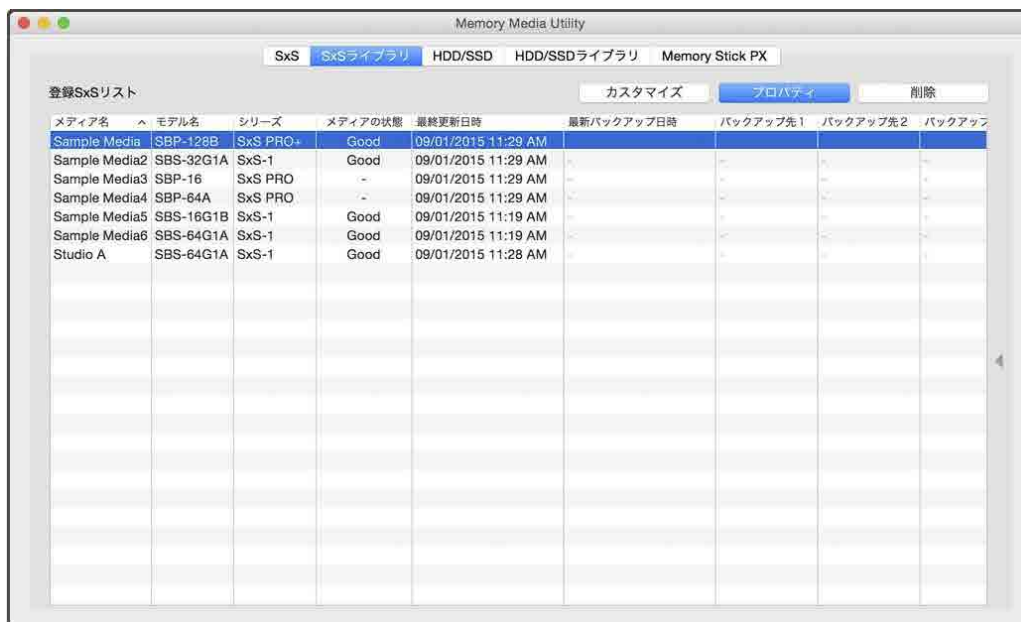 Memory Media Utility
SxS SxSライブラリ HDD/SSD HDD/SSDライブラリ Memory Stick PX
登録SxSリスト カスタマイズ プロパティ 削除
メディア名 モデル名 シリーズ メディアの状態 最終更新日時 最新バックアップ日時 バックアップ先1 バックアップ先2 バックアップ
Sample Media SBP-128B SxS PRO+ Good 09/01/2015 11:29 AM
Sample Media2 SBS-32G1A SxS-1 Good 09/01/2015 11:29 AM - - - -
Sample Media3 SBP-16 SxS PRO - 09/01/2015 11:29 AM - - - -
Sample Media4 SBP-64A SxS PRO - 09/01/2015 11:29 AM - - - -
Sample Media5 SBS-16G1B SxS-1 Good 09/01/2015 11:19 AM - - - -
Sample Media6 SBS-64G1A SxS-1 Good 09/01/2015 11:19 AM - - - -
Studio A SBS-64G1A SxS-1 Good 09/01/2015 11:28 AM - - - -